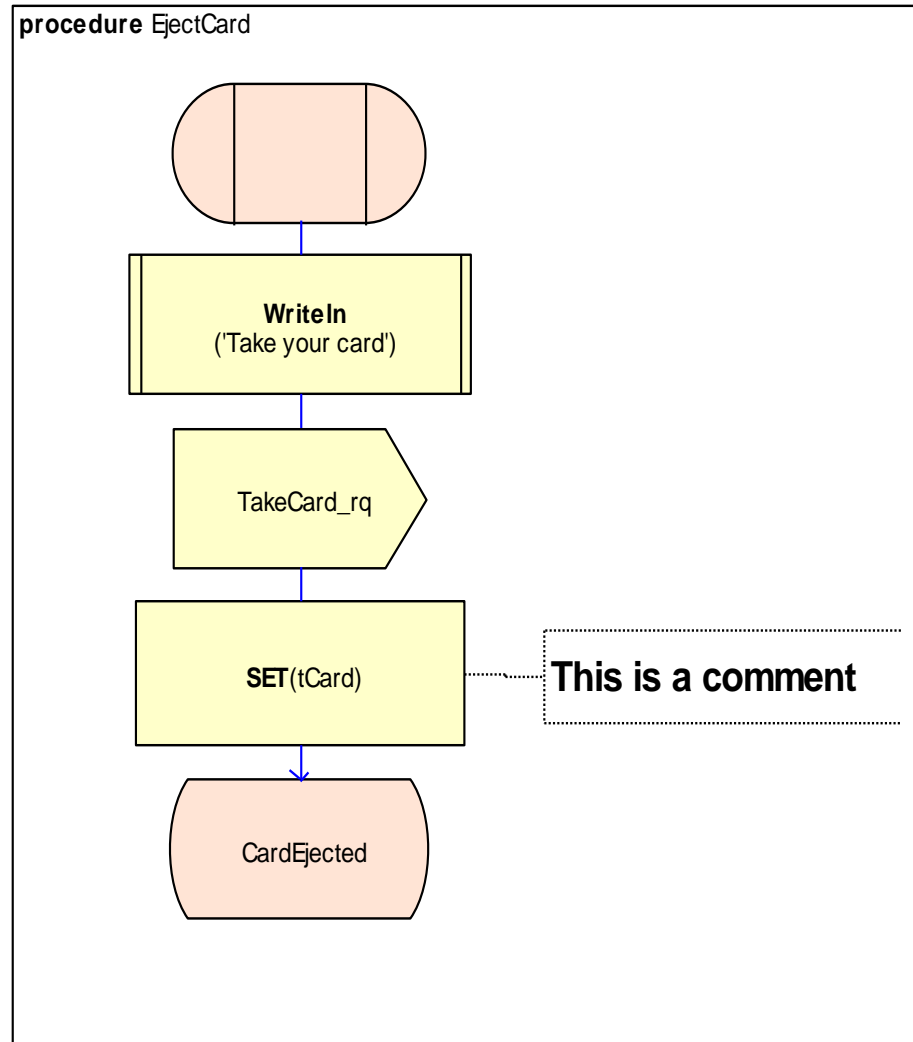 procedure EjectCard
Writeln
('Take your card')
TakeCard_rq
SET(tCard)
This is a comment
CardEjected